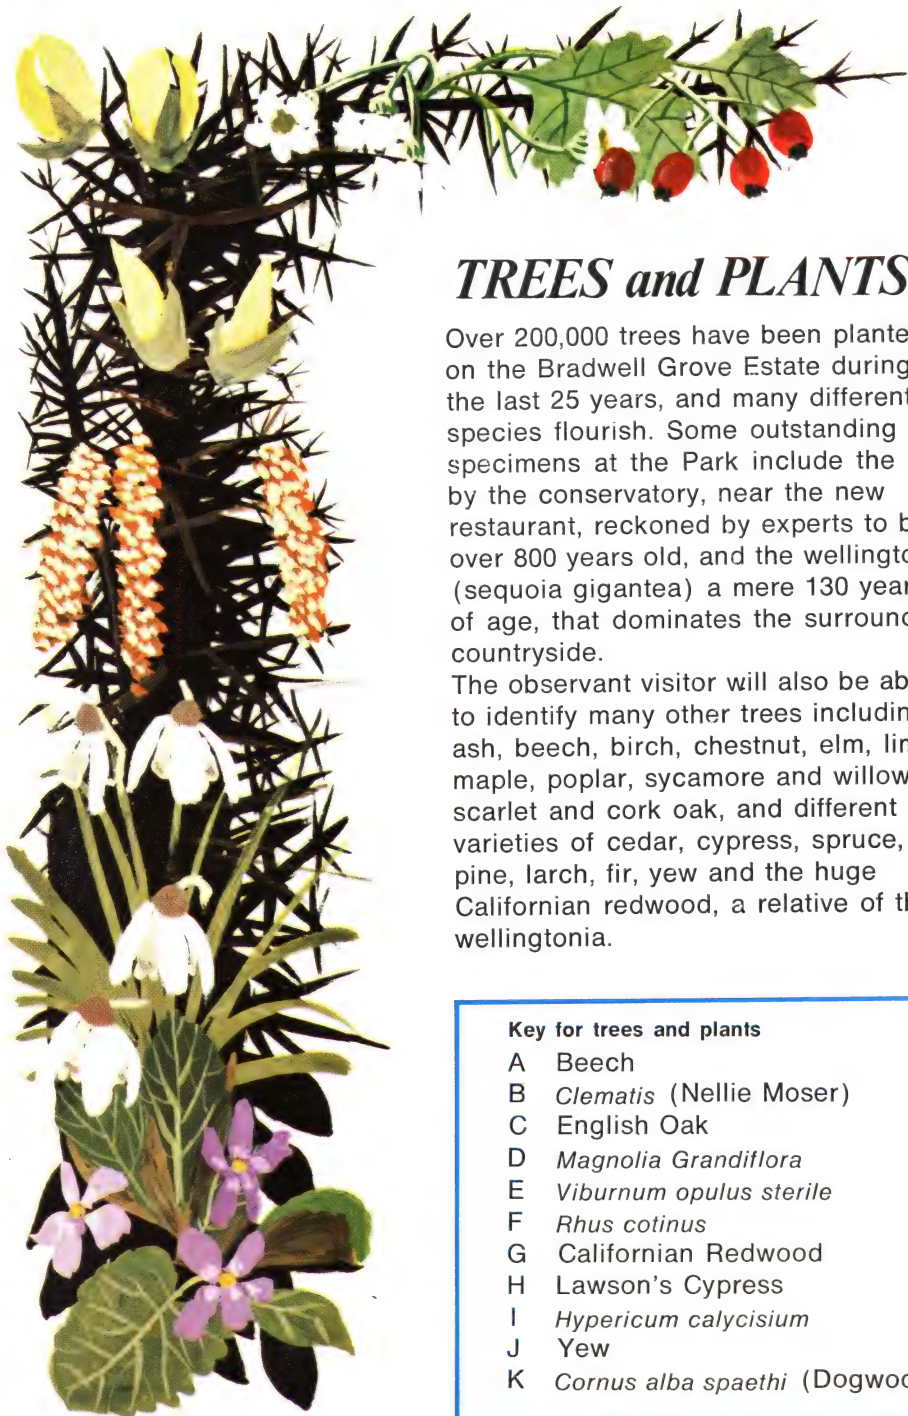 TREES and PLANTS
Over 200,000 trees have been plante
on the Bradwell Grove Estate during
the last 25 years, and many different
species flourish. Some outstanding
specimens at the Park include the
by the conservatory, near the new
restaurant, reckoned by experts to b
over 800 years old, and the wellingto
(sequoia gigantea) a mere 130 year
of age, that dominates the surround
countryside.
The observant visitor will also be ab
to identify many other trees includin
ash, beech, birch, chestnut, elm, lim
maple, poplar, sycamore and willow
scarlet and cork oak, and different
varieties of cedar, cypress, spruce,
pine, larch, fir, yew and the huge
Californian redwood, a relative of th
wellingtonia.
Key for trees and plants
A Beech
B Clematis (Nellie Moser)
C English Oak
D Magnolia Grandiflora
E Viburnum opulus sterile
F Rhus cotinus
G Californian Redwood
H Lawson's Cypress
I Hypericum calycisium
J Yew
K Cornus alba spaethi (Dogwoo